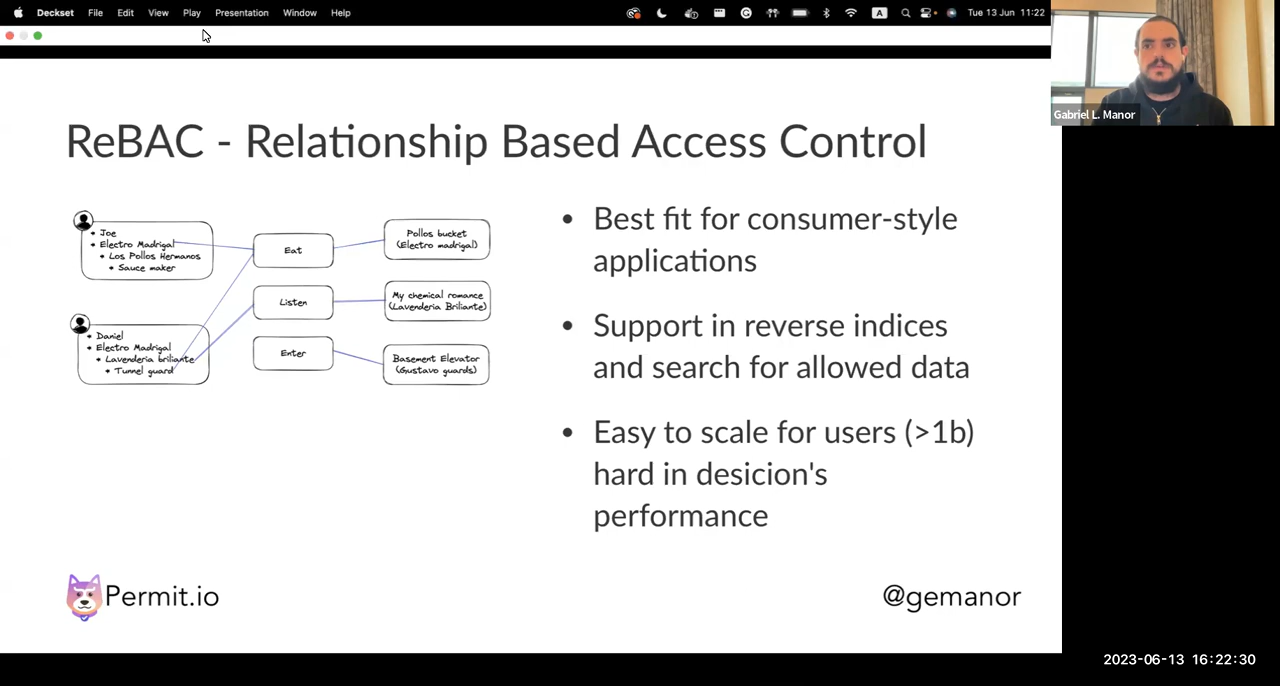 Deckset File Edit View Play Presentation Window Help
A
Tue 13 Jun 11:22
Gabriel L. Manor
ReBAC - Relationship Based Access Control
Joe
Electro Madrigal
Los Pollos Hermanos
Sauce maker
Daniel
Electro Madrigal
Lavenderia briliante
Tunnel guard
Eat
Listen
Enter
Pollos bucket
(Electro madrigal)
My chemical romance
(Lavenderia Briliante)
Basement Elevator
(Gustavo guards)
• Best fit for consumer-style
applications
• Support in reverse indices
and search for allowed data
• Easy to scale for users (>1b)
hard in desicion's
performance
Permit.io
@gemanor
2023-06-13 16:22:30